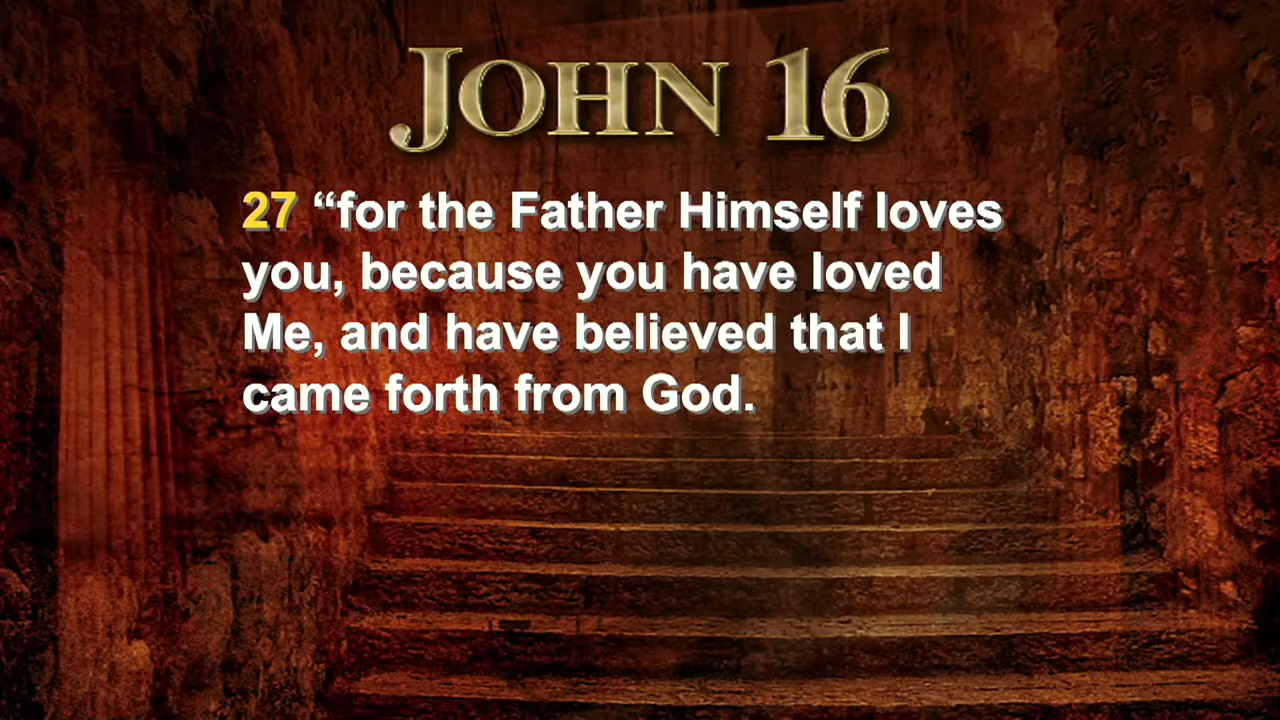 JOHN 16
27 “for the Father Himself loves
you, because you have loved
Me, and have believed that I
came forth from God.